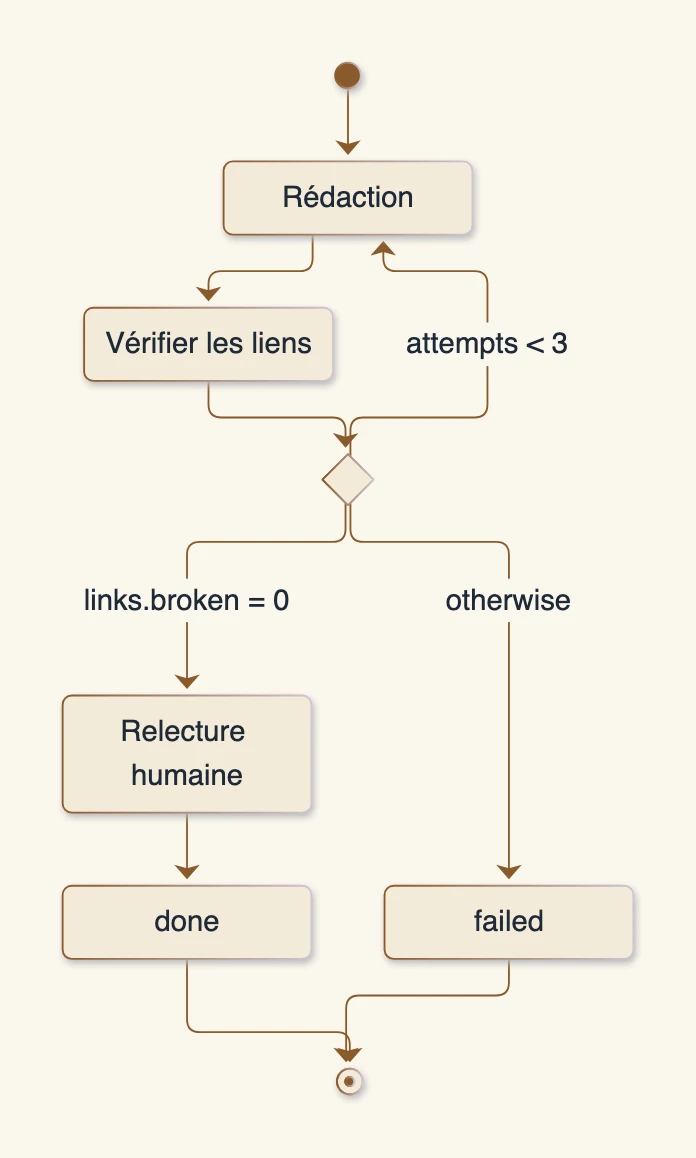 Rédaction
Vérifier les liens
attempts < 3
links.broken = 0
otherwise
Relecture
humaine
done
failed